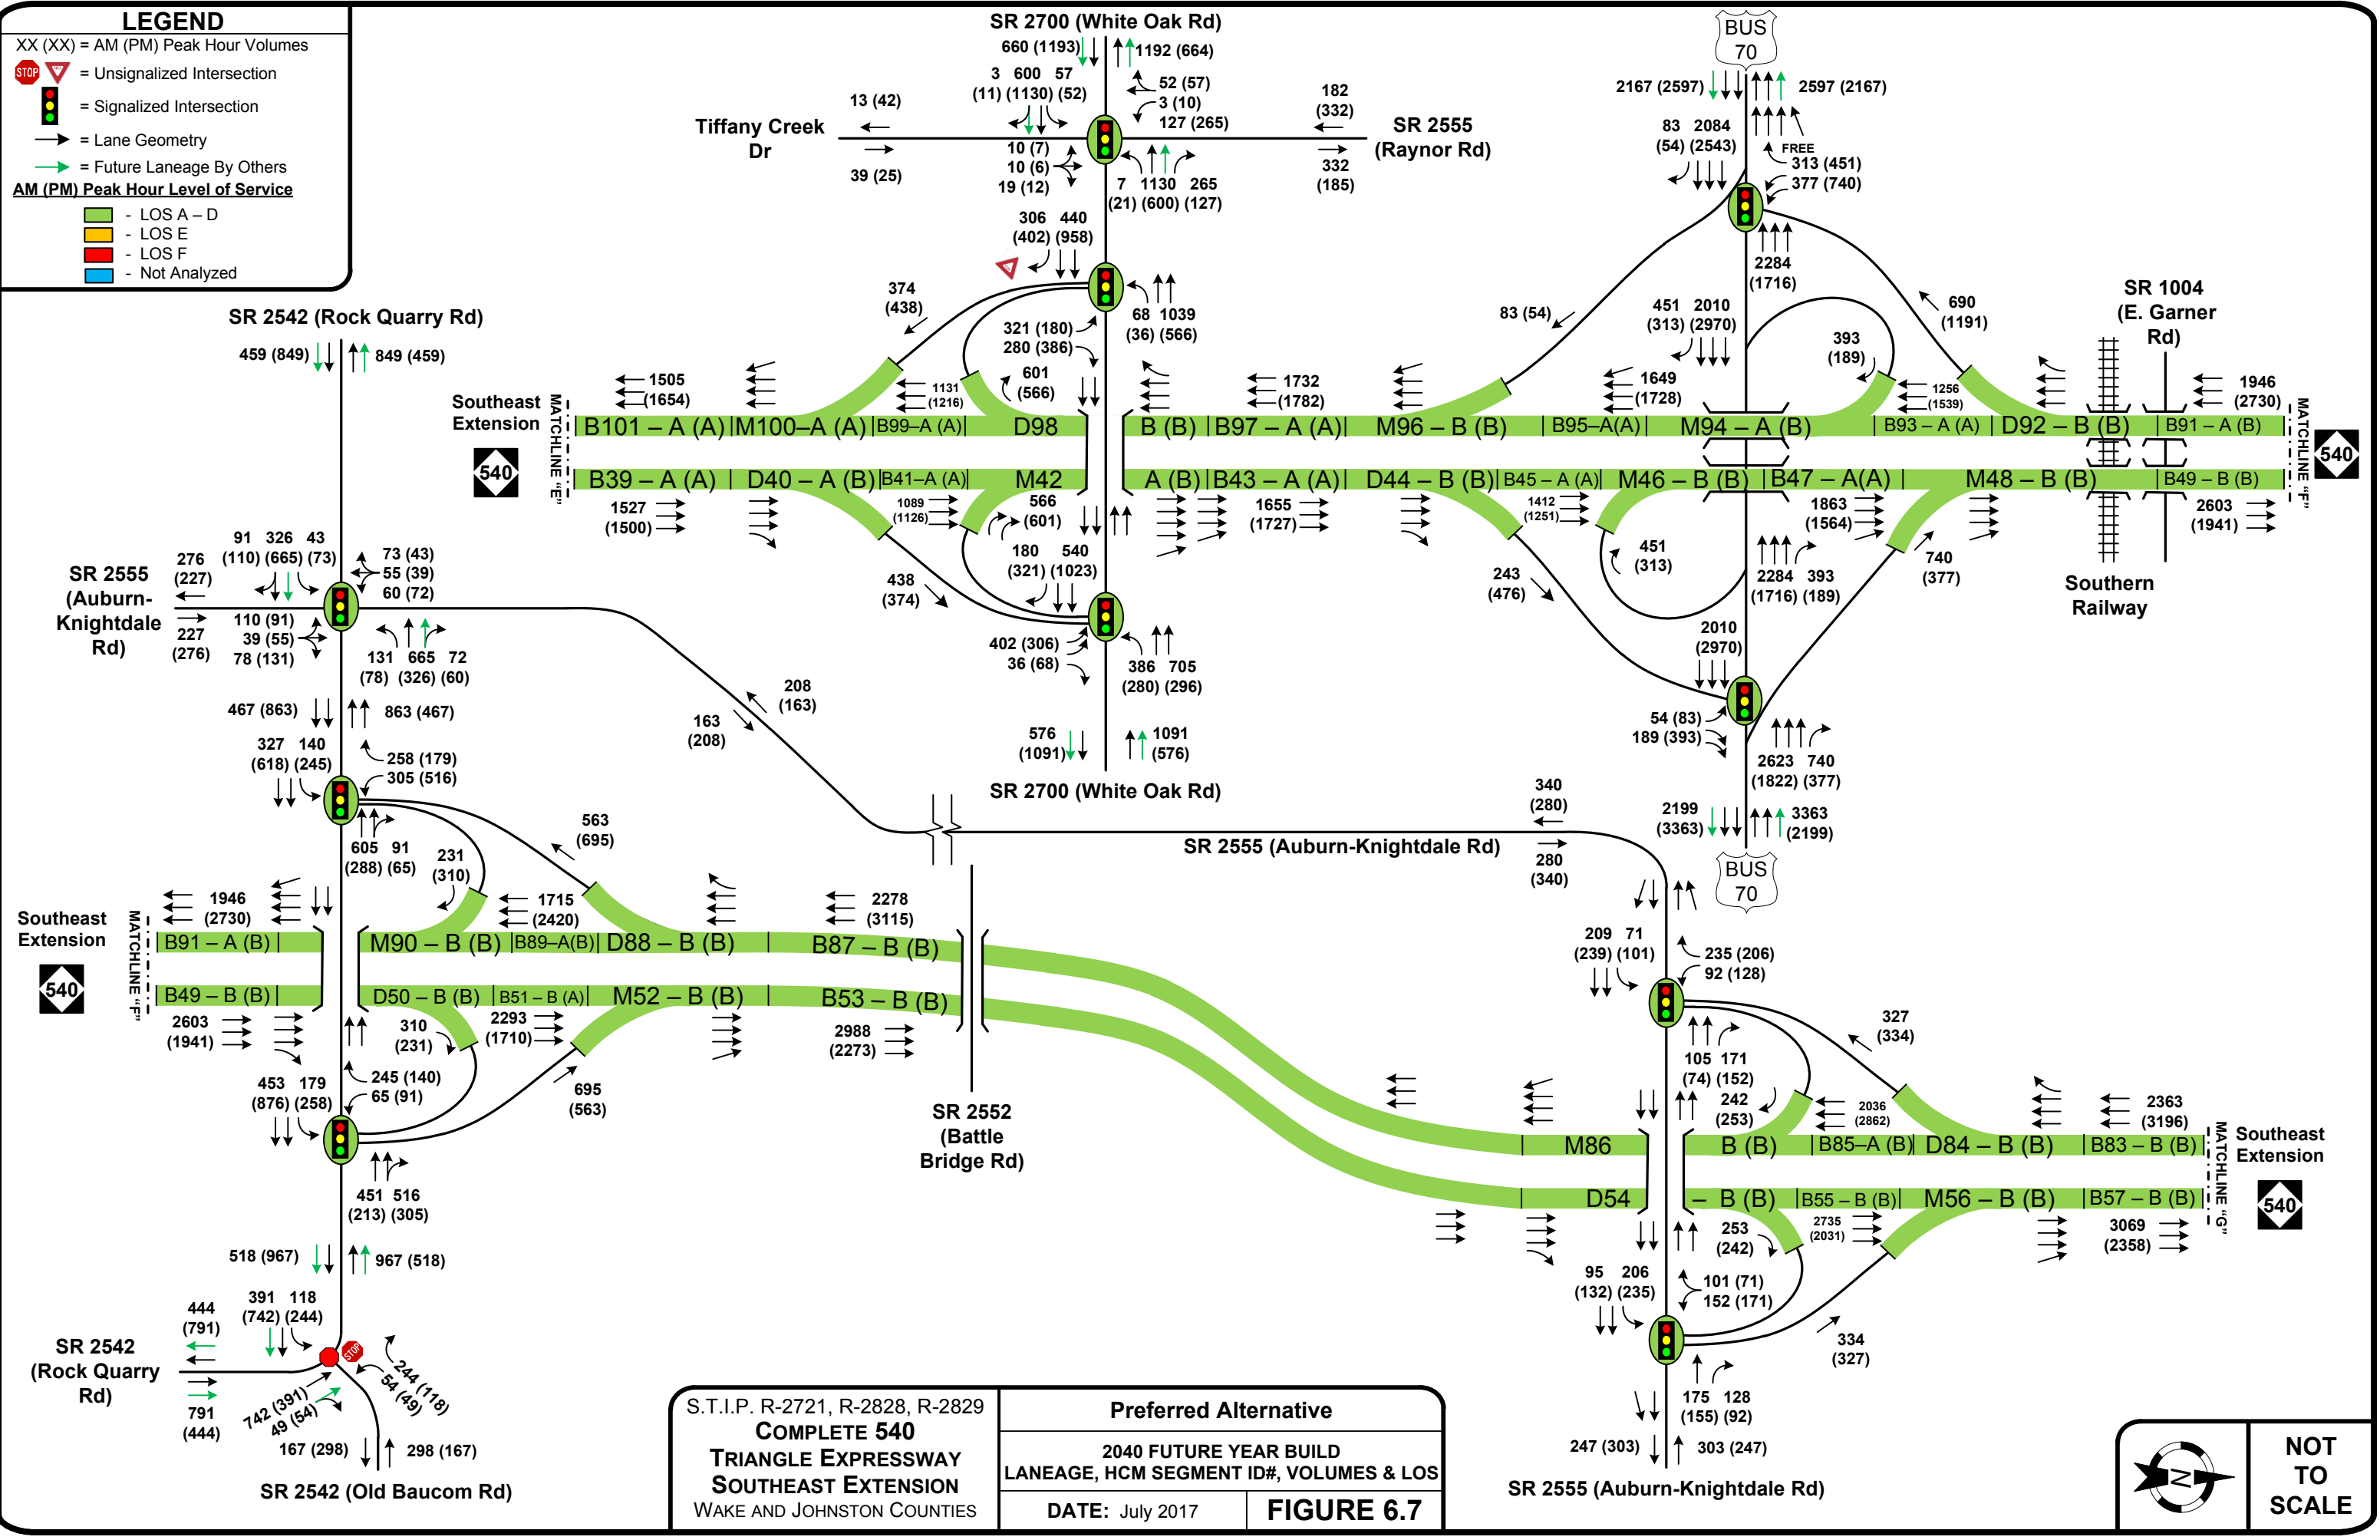 LEGEND
XX (XX) = AM (PM) Peak Hour Volumes
STOP = Unsignalized Intersection
= Signalized Intersection
= Lane Geometry
= Future Laneage By Others
AM (PM) Peak Hour Level of Service
- LOS A – D
- LOS E
- LOS F
- Not Analyzed
SR 2700 (White Oak Rd)
660 (1193)
1192 (664)
3 600 57
(11) (1130) (52)
52 (57)
3 (10)
127 (265)
13 (42)
182
(332)
Tiffany Creek
Dr
SR 2555
(Raynor Rd)
39 (25)
10 (7)
10 (6)
19 (12)
7 1130 265
(21) (600) (127)
332
(185)
306 440
(402) (958)
374
(438)
68 1039
(36) (566)
321 (180)
280 (386)
601
(566)
BUS
70
2167 (2597)
2597 (2167)
83 2084
(54) (2543)
FREE
313 (451)
377 (740)
2284
(1716)
83 (54)
451 2010
(313) (2970)
690
(1191)
393
(189)
SR 1004
(E. Garner
Rd)
SR 2542 (Rock Quarry Rd)
459 (849)
849 (459)
Southeast
Extension
540
MATCHLINE "E"
1505
(1654)
1131
(1216)
1732
(1782)
1649
(1728)
1256
(1539)
1946
(2730)
B101 – A (A)
M100–A (A)
B99–A (A)
D98
B (B)
B97 – A (A)
M96 – B (B)
B95–A(A)
M94 – A (B)
B93 – A (A)
D92 – B (B)
B91 – A (B)
B39 – A (A)
D40 – A (B)
B41–A (A)
M42
A (B)
B43 – A (A)
D44 – B (B)
B45 – A (A)
M46 – B (B)
B47 – A(A)
M48 – B (B)
B49 – B (B)
MATCHLINE "F"
540
1527
(1500)
1089
(1126)
566
(601)
1655
(1727)
1412
(1251)
1863
(1564)
2603
(1941)
180 540
(321) (1023)
438
(374)
451
(313)
243
(476)
2284 393
(1716) (189)
740
(377)
Southern
Railway
402 (306)
36 (68)
386 705
(280) (296)
2010
(2970)
54 (83)
189 (393)
2623 740
(1822) (377)
576
(1091)
1091
(576)
SR 2700 (White Oak Rd)
2199
(3363)
3363
(2199)
BUS
70
276
(227)
91 326 43
(110) (665) (73)
73 (43)
55 (39)
60 (72)
SR 2555
(Auburn-
Knightdale
Rd)
227
(276)
110 (91)
39 (55)
78 (131)
131 665 72
(78) (326) (60)
208
(163)
163
(208)
467 (863)
863 (467)
327 140
(618) (245)
258 (179)
305 (516)
605 91
(288) (65)
231
(310)
563
(695)
340
(280)
SR 2555 (Auburn-Knightdale Rd)
280
(340)
Southeast
Extension
540
MATCHLINE "F"
1946
(2730)
1715
(2420)
2278
(3115)
B91 – A (B)
M90 – B (B)
B89–A(B)
D88 – B (B)
B87 – B (B)
B49 – B (B)
D50 – B (B)
B51 – B (A)
M52 – B (B)
B53 – B (B)
2603
(1941)
310
(231)
2293
(1710)
2988
(2273)
453 179
(876) (258)
245 (140)
65 (91)
695
(563)
451 516
(213) (305)
SR 2552
(Battle
Bridge Rd)
209 71
(239) (101)
235 (206)
92 (128)
105 171
(74) (152)
327
(334)
242
(253)
2036
(2862)
2363
(3196)
M86
B (B)
B85–A (B)
D84 – B (B)
B83 – B (B)
D54
– B (B)
B55 – B (B)
M56 – B (B)
B57 – B (B)
MATCHLINE "G"
Southeast
Extension
540
253
(242)
2735
(2031)
3069
(2358)
95 206
(132) (235)
101 (71)
152 (171)
334
(327)
175 128
(155) (92)
247 (303)
303 (247)
SR 2555 (Auburn-Knightdale Rd)
518 (967)
967 (518)
444
(791)
391 118
(742) (244)
SR 2542
(Rock Quarry
Rd)
STOP
244 (118)
54 (49)
742 (391)
49 (54)
791
(444)
167 (298)
298 (167)
SR 2542 (Old Baucom Rd)
S.T.I.P. R-2721, R-2828, R-2829
COMPLETE 540
TRIANGLE EXPRESSWAY
SOUTHEAST EXTENSION
WAKE AND JOHNSTON COUNTIES
Preferred Alternative
2040 FUTURE YEAR BUILD
LANEAGE, HCM SEGMENT ID#, VOLUMES & LOS
DATE: July 2017
FIGURE 6.7
N
NOT
TO
SCALE